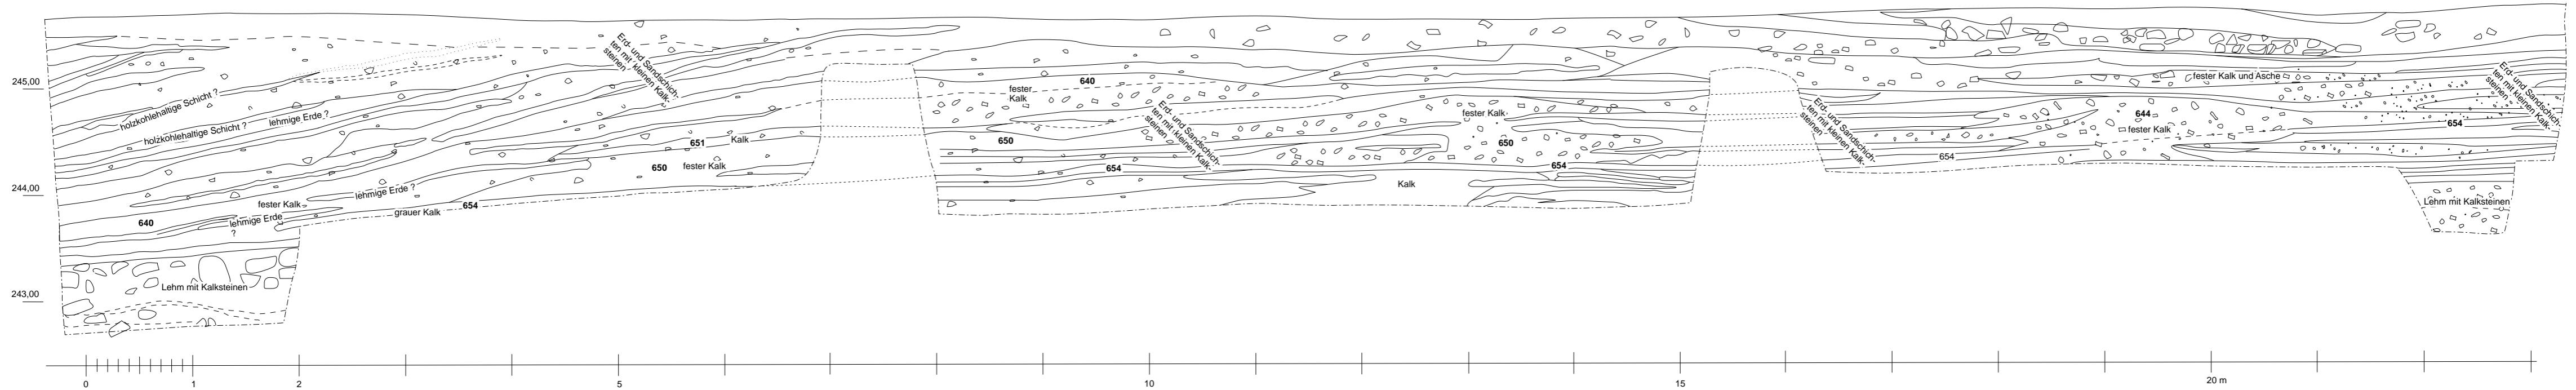 245,00
244,00
243,00
holzkohlehaltige Schicht ?
holzkohlehaltige Schicht ?
lehmige Erde ?
Erd- und Sandschich-
ten mit kleinen Kalk-
steinen
651
Kalk
650
fester Kalk
lehmige Erde ?
fester Kalk
654
grauer Kalk
lehmige Erde
?
640
Lehm mit Kalksteinen
640
fester
Kalk
Erd- und Sandschich-
ten mit kleinen Kalk-
steinen
650
654
fester Kalk
650
654
Kalk
Erd- und Sandschich-
ten mit kleinen Kalk-
steinen
fester Kalk und Asche
644
fester Kalk
654
654
Erd- und Sandschich-
ten mit kleinen Kalk-
steinen
Lehm mit Kalksteinen
0
1
2
5
10
15
20 m